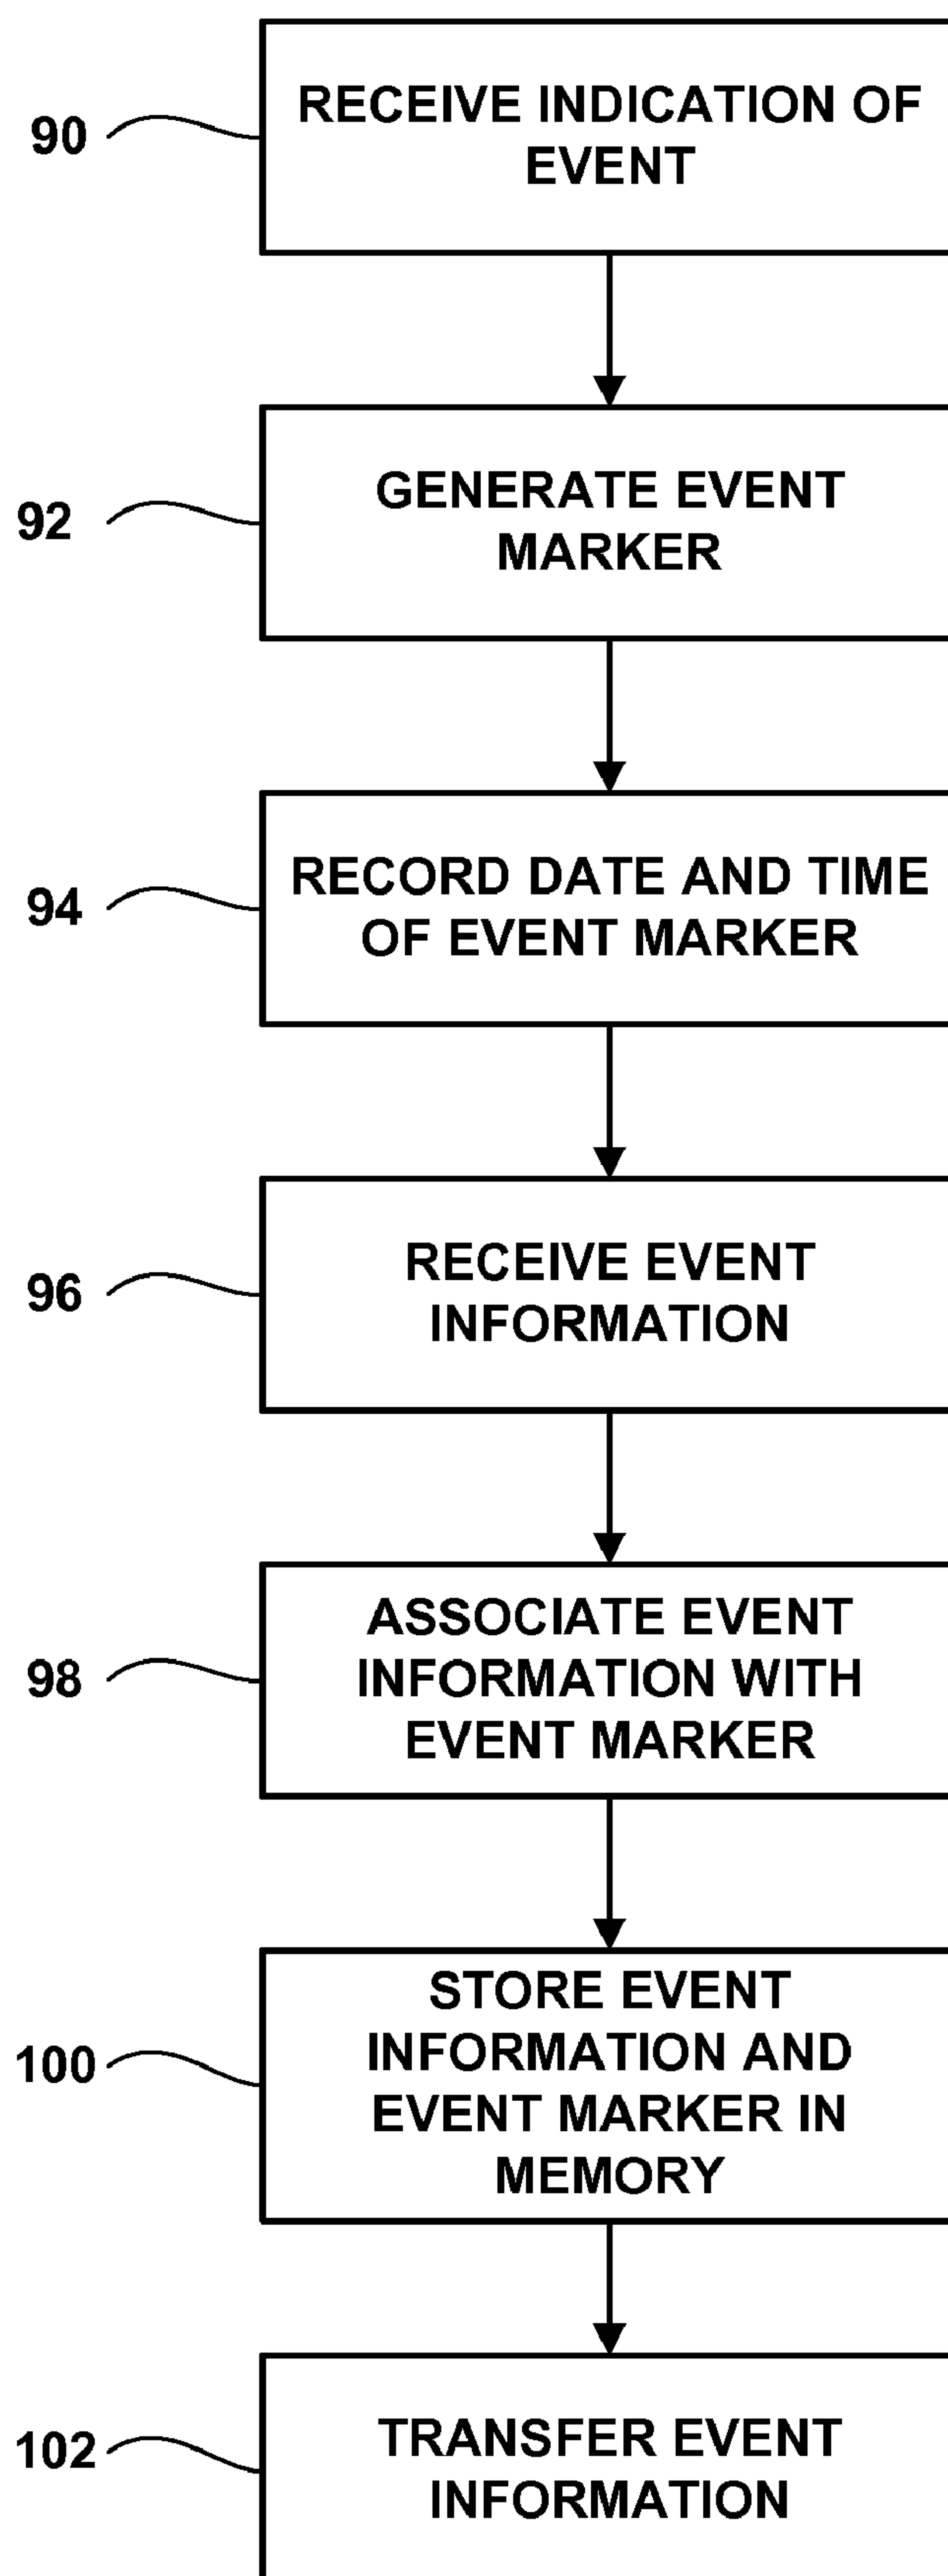 90
RECEIVE INDICATION OF
EVENT
92
GENERATE EVENT
MARKER
94
RECORD DATE AND TIME
OF EVENT MARKER
96
RECEIVE EVENT
INFORMATION
98
ASSOCIATE EVENT
INFORMATION WITH
EVENT MARKER
100
STORE EVENT
INFORMATION AND
EVENT MARKER IN
MEMORY
102
TRANSFER EVENT
INFORMATION